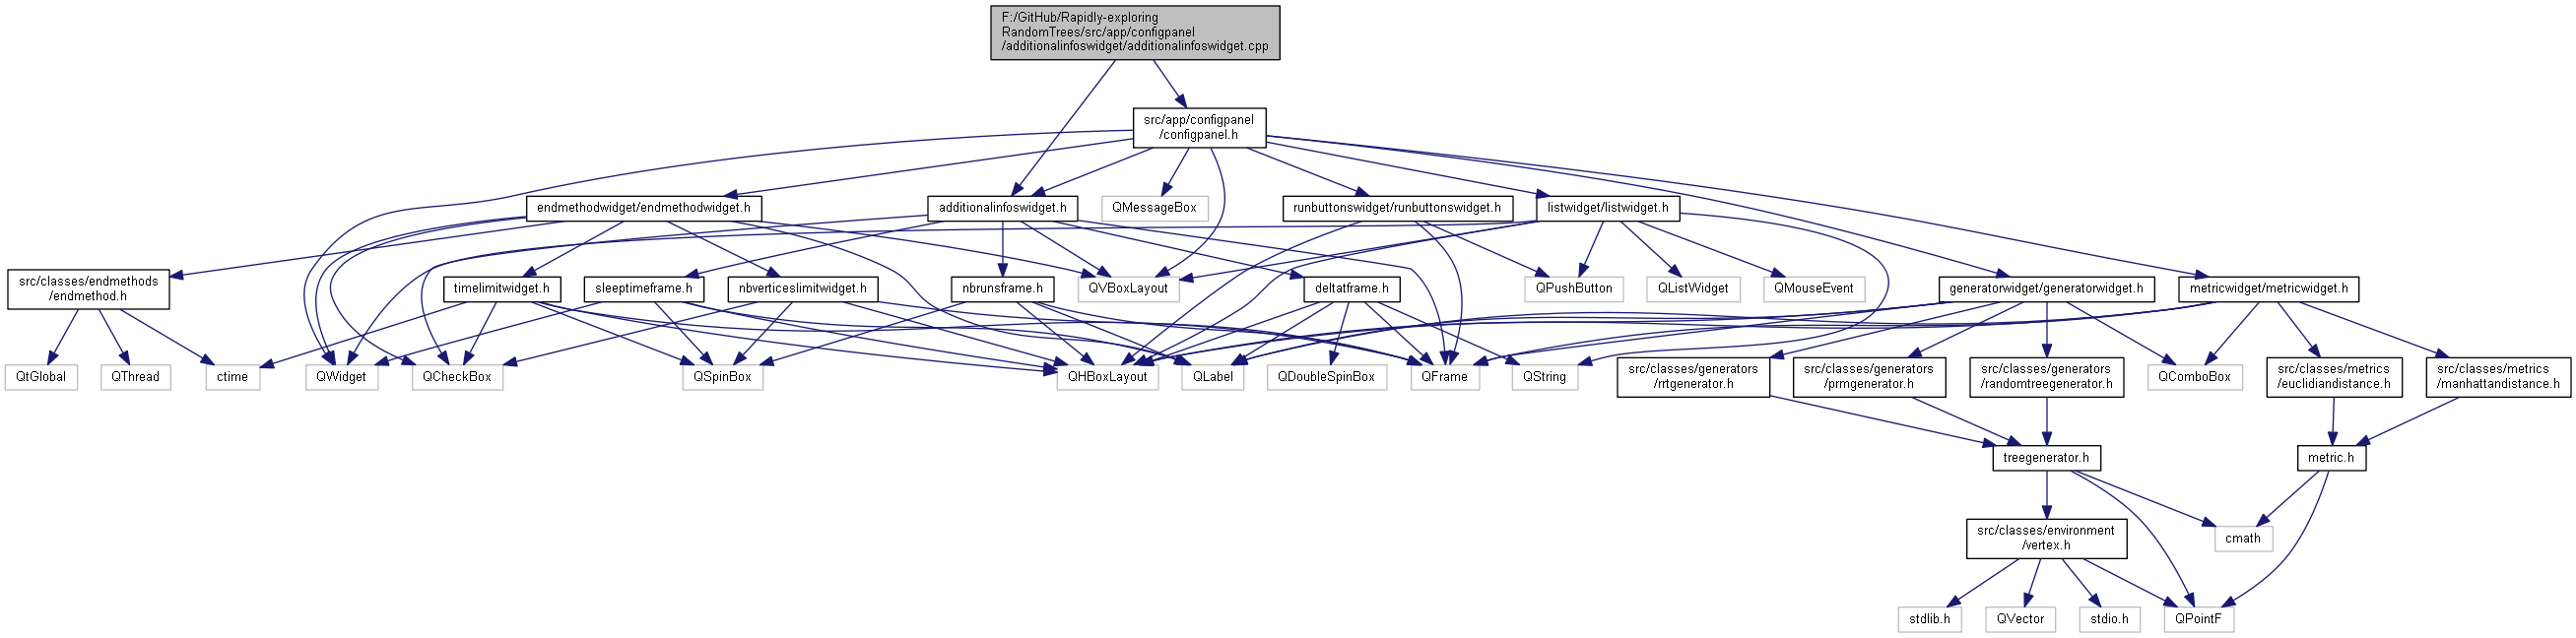 F:/GitHub/Rapidly-exploring
RandomTrees/src/app/configpanel
/additionalinfoswidget/additionalinfoswidget.cpp
src/app/configpanel
/configpanel.h
endmethodwidget/endmethodwidget.h
additionalinfoswidget.h
QMessageBox
runbuttonswidget/runbuttonswidget.h
listwidget/listwidget.h
src/classes/endmethods
/endmethod.h
timelimitwidget.h
sleeptimeframe.h
nbverticeslimitwidget.h
nbrunsframe.h
QVBoxLayout
deltatframe.h
QPushButton
QListWidget
QMouseEvent
generatorwidget/generatorwidget.h
metricwidget/metricwidget.h
QtGlobal
QThread
ctime
QWidget
QCheckBox
QSpinBox
QHBoxLayout
QLabel
QDoubleSpinBox
QFrame
QString
src/classes/generators
/rrtgenerator.h
src/classes/generators
/prmgenerator.h
src/classes/generators
/randomtreegenerator.h
QComboBox
src/classes/metrics
/euclidiandistance.h
src/classes/metrics
/manhattandistance.h
treegenerator.h
metric.h
src/classes/environment
/vertex.h
cmath
stdlib.h
QVector
stdio.h
QPointF